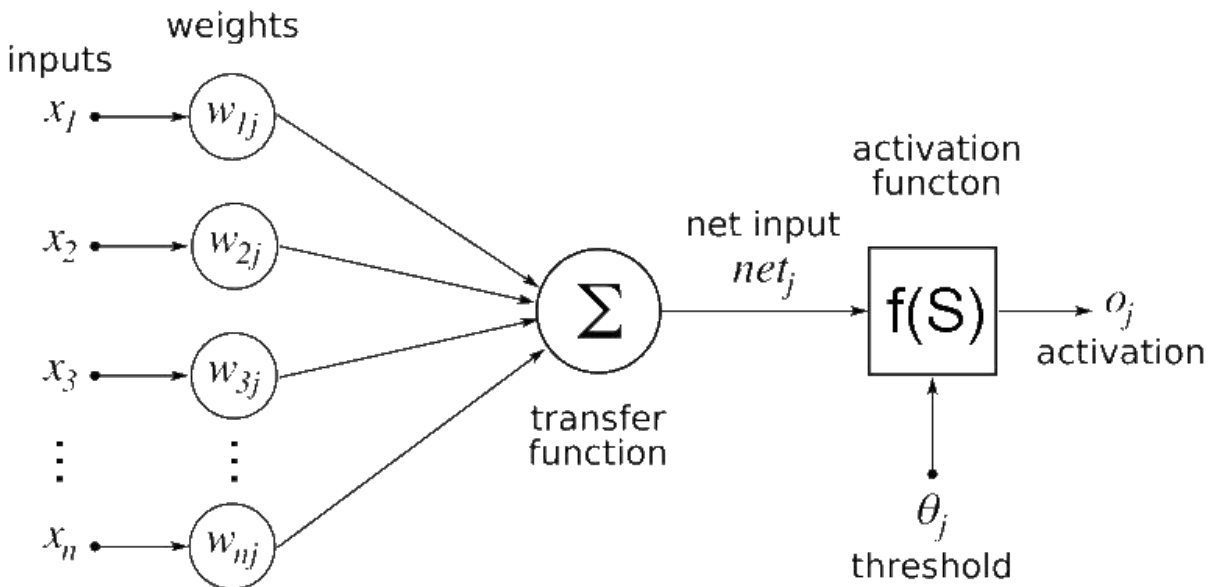 weights
inputs
x₁
w₁ⱼ
activation
functon
x₂
w₂ⱼ
net input
netⱼ
Σ
f(S)
oⱼ
activation
x₃
w₃ⱼ
transfer
function
⋮ ⋮
θⱼ
threshold
xₙ
wₙⱼ